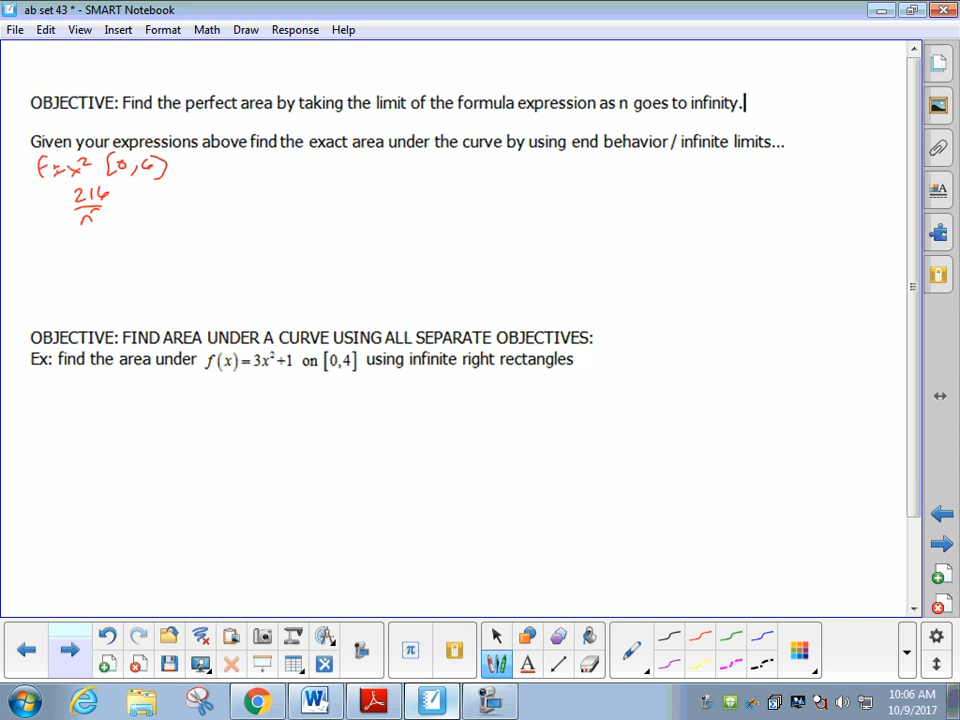 ab set 43 * - SMART Notebook
File Edit View Insert Format Math Draw Response Help
OBJECTIVE: Find the perfect area by taking the limit of the formula expression as n goes to infinity.
Given your expressions above find the exact area under the curve by using end behavior / infinite limits...
f=x² [0,6]
216
n
OBJECTIVE: FIND AREA UNDER A CURVE USING ALL SEPARATE OBJECTIVES:
Ex: find the area under f(x)=3x²+1 on [0,4] using infinite right rectangles
10:06 AM
10/9/2017